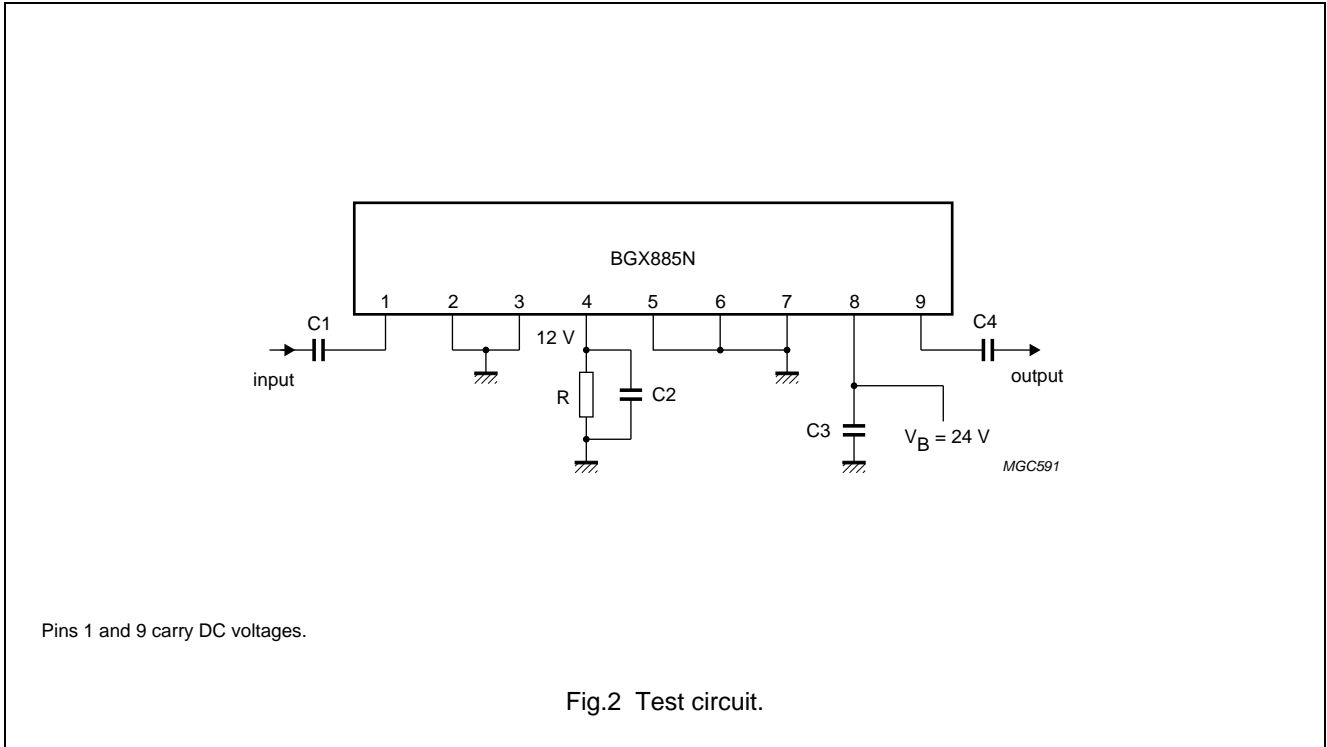 BGX885N
1 2 3 4 5 6 7 8 9
C1
12 V
C4
input
output
R
C2
C3
VB = 24 V
MGC591
Pins 1 and 9 carry DC voltages.
Fig.2 Test circuit.